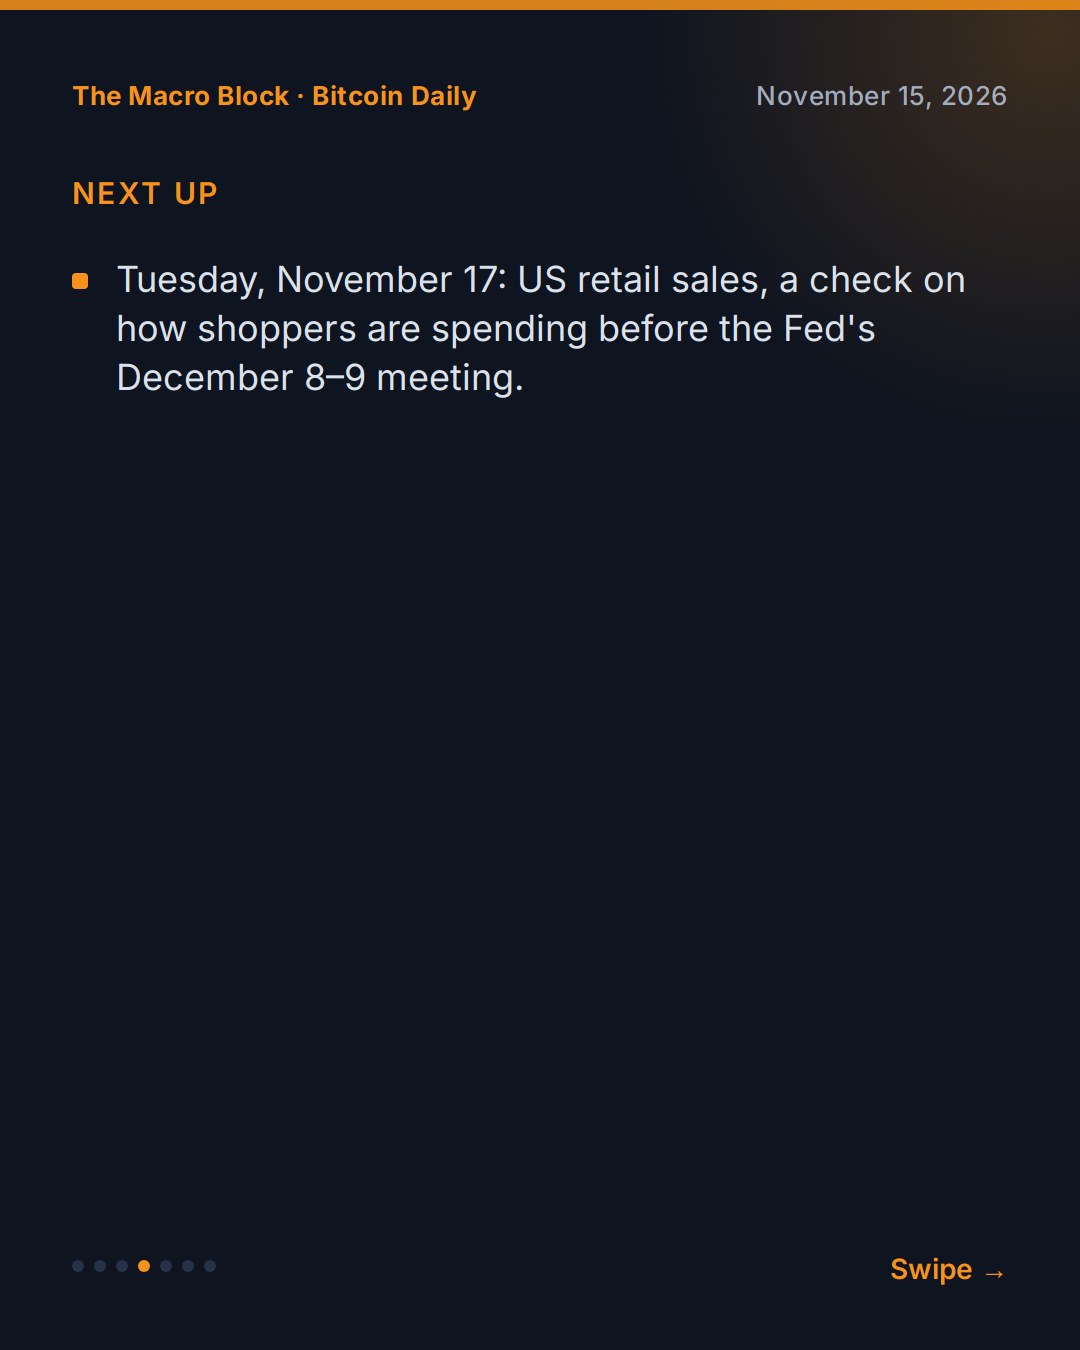 The Macro Block · Bitcoin Daily
November 15, 2026
NEXT UP
Tuesday, November 17: US retail sales, a check on
how shoppers are spending before the Fed's
December 8–9 meeting.
Swipe →